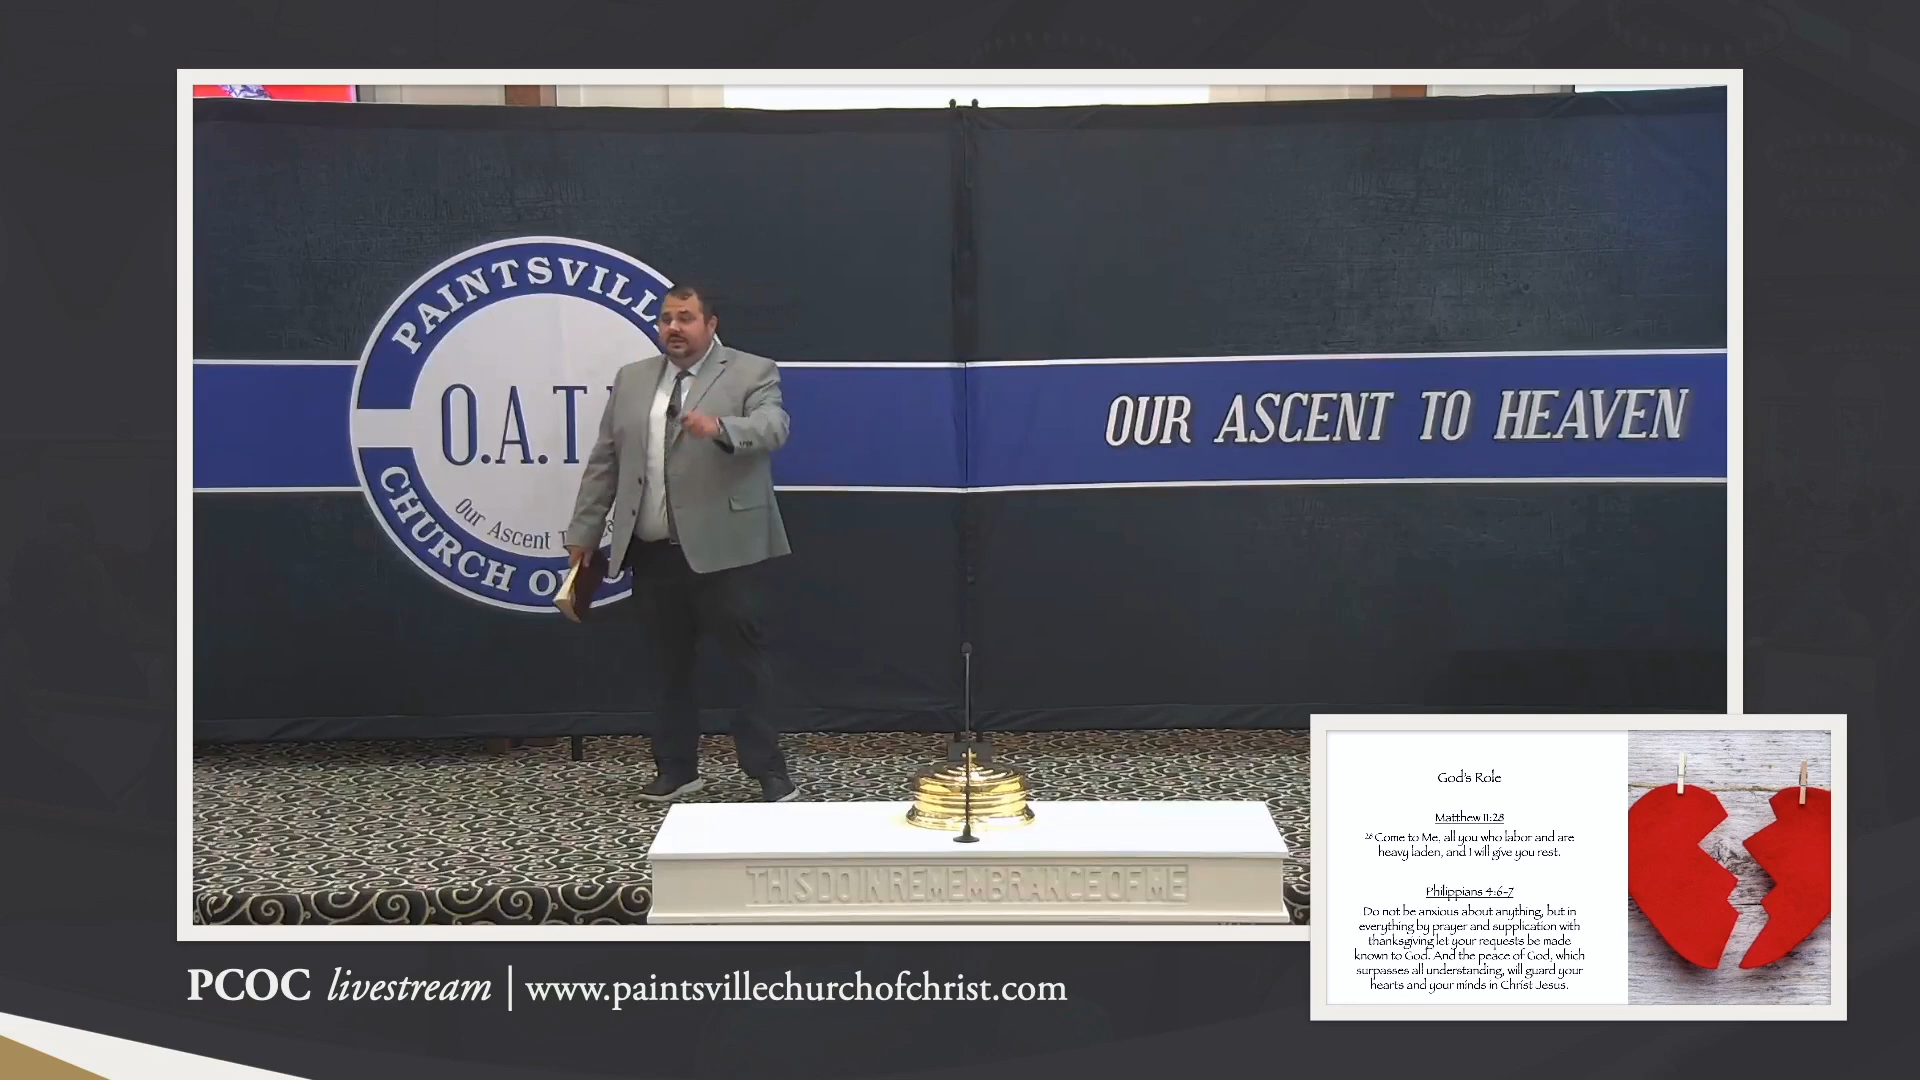 PAINTSVILL
O.A.T
Our Ascent T
CHURCH O
OUR ASCENT TO HEAVEN
THIS DO IN REMEMBRANCE OF ME
God's Role
Matthew 11:28
28 Come to Me, all you who labor and are
heavy laden, and I will give you rest.
Philippians 4:6-7
Do not be anxious about anything, but in
everything by prayer and supplication with
thanksgiving let your requests be made
known to God. And the peace of God, which
surpasses all understanding, will guard your
hearts and your minds in Christ Jesus.
PCOC livestream | www.paintsvillechurchofchrist.com